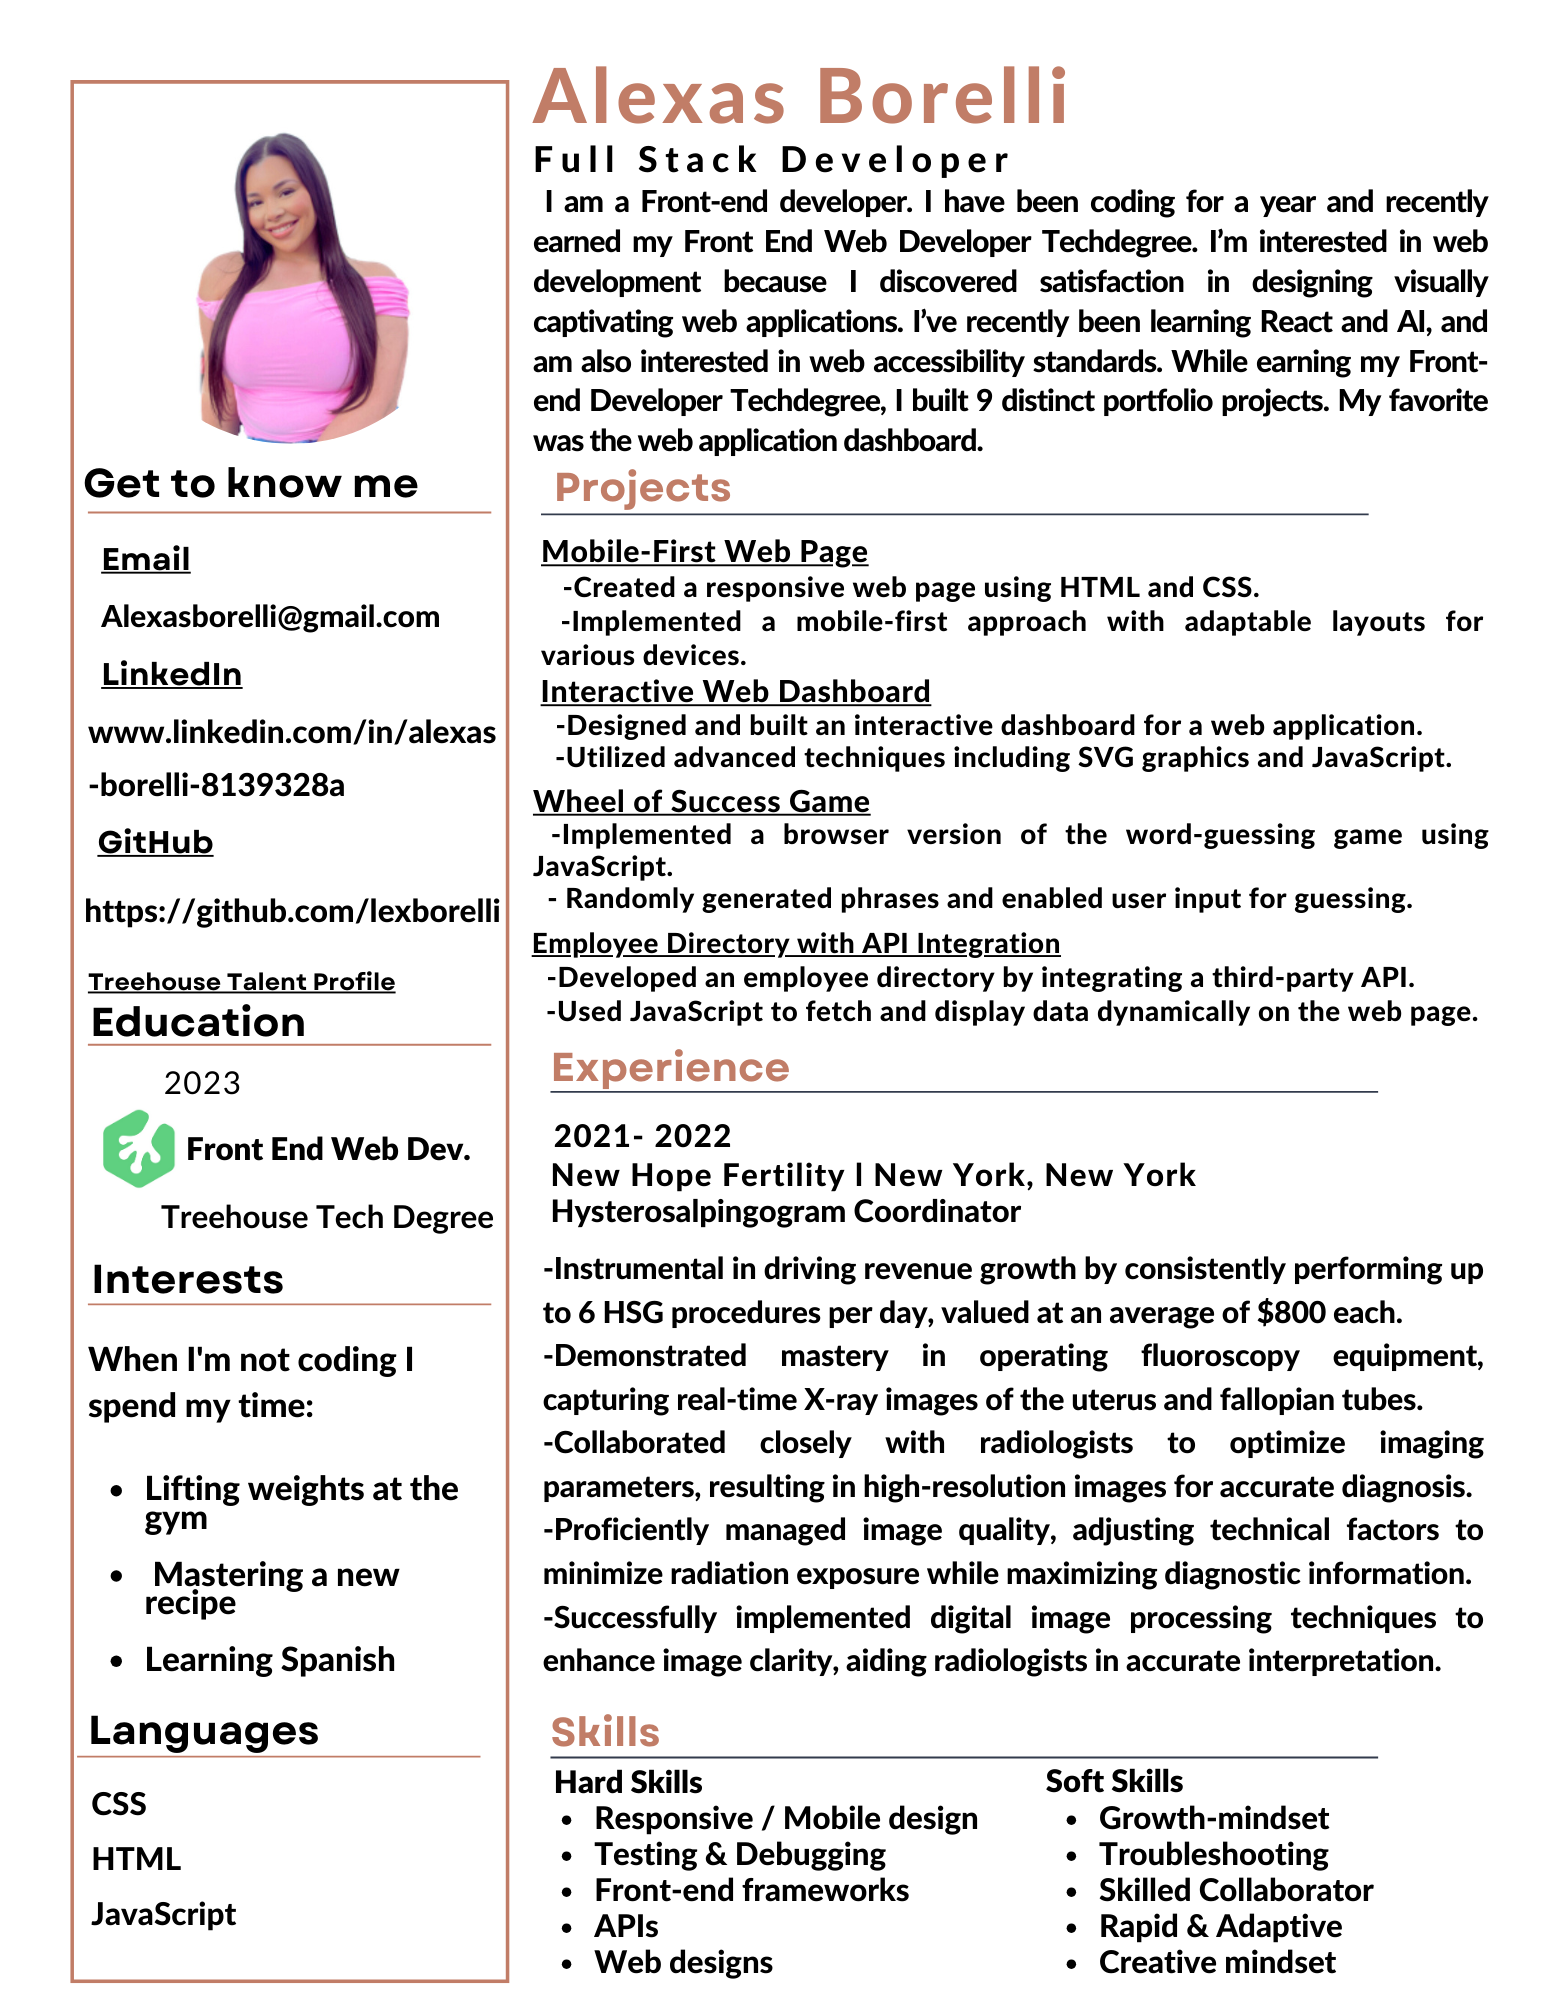 Alexas Borelli
Full Stack Developer
I am a Front-end developer. I have been coding for a year and recently
earned my Front End Web Developer Techdegree. I’m interested in web
development because I discovered satisfaction in designing visually
captivating web applications. I’ve recently been learning React and AI, and
am also interested in web accessibility standards. While earning my Front-
end Developer Techdegree, I built 9 distinct portfolio projects. My favorite
was the web application dashboard.
Get to know me
Email
Alexasborelli@gmail.com
LinkedIn
www.linkedin.com/in/alexas
-borelli-8139328a
GitHub
https://github.com/lexborelli
Treehouse Talent Profile
Education
2023
Front End Web Dev.
Treehouse Tech Degree
Interests
When I'm not coding I
spend my time:
• Lifting weights at the
gym
• Mastering a new
recipe
• Learning Spanish
Languages
CSS
HTML
JavaScript
Projects
Mobile-First Web Page
-Created a responsive web page using HTML and CSS.
-Implemented a mobile-first approach with adaptable layouts for
various devices.
Interactive Web Dashboard
-Designed and built an interactive dashboard for a web application.
-Utilized advanced techniques including SVG graphics and JavaScript.
Wheel of Success Game
-Implemented a browser version of the word-guessing game using
JavaScript.
- Randomly generated phrases and enabled user input for guessing.
Employee Directory with API Integration
-Developed an employee directory by integrating a third-party API.
-Used JavaScript to fetch and display data dynamically on the web page.
Experience
2021- 2022
New Hope Fertility l New York, New York
Hysterosalpingogram Coordinator
-Instrumental in driving revenue growth by consistently performing up
to 6 HSG procedures per day, valued at an average of $800 each.
-Demonstrated mastery in operating fluoroscopy equipment,
capturing real-time X-ray images of the uterus and fallopian tubes.
-Collaborated closely with radiologists to optimize imaging
parameters, resulting in high-resolution images for accurate diagnosis.
-Proficiently managed image quality, adjusting technical factors to
minimize radiation exposure while maximizing diagnostic information.
-Successfully implemented digital image processing techniques to
enhance image clarity, aiding radiologists in accurate interpretation.
Skills
Hard Skills
• Responsive / Mobile design
• Testing & Debugging
• Front-end frameworks
• APIs
• Web designs
Soft Skills
• Growth-mindset
• Troubleshooting
• Skilled Collaborator
• Rapid & Adaptive
• Creative mindset